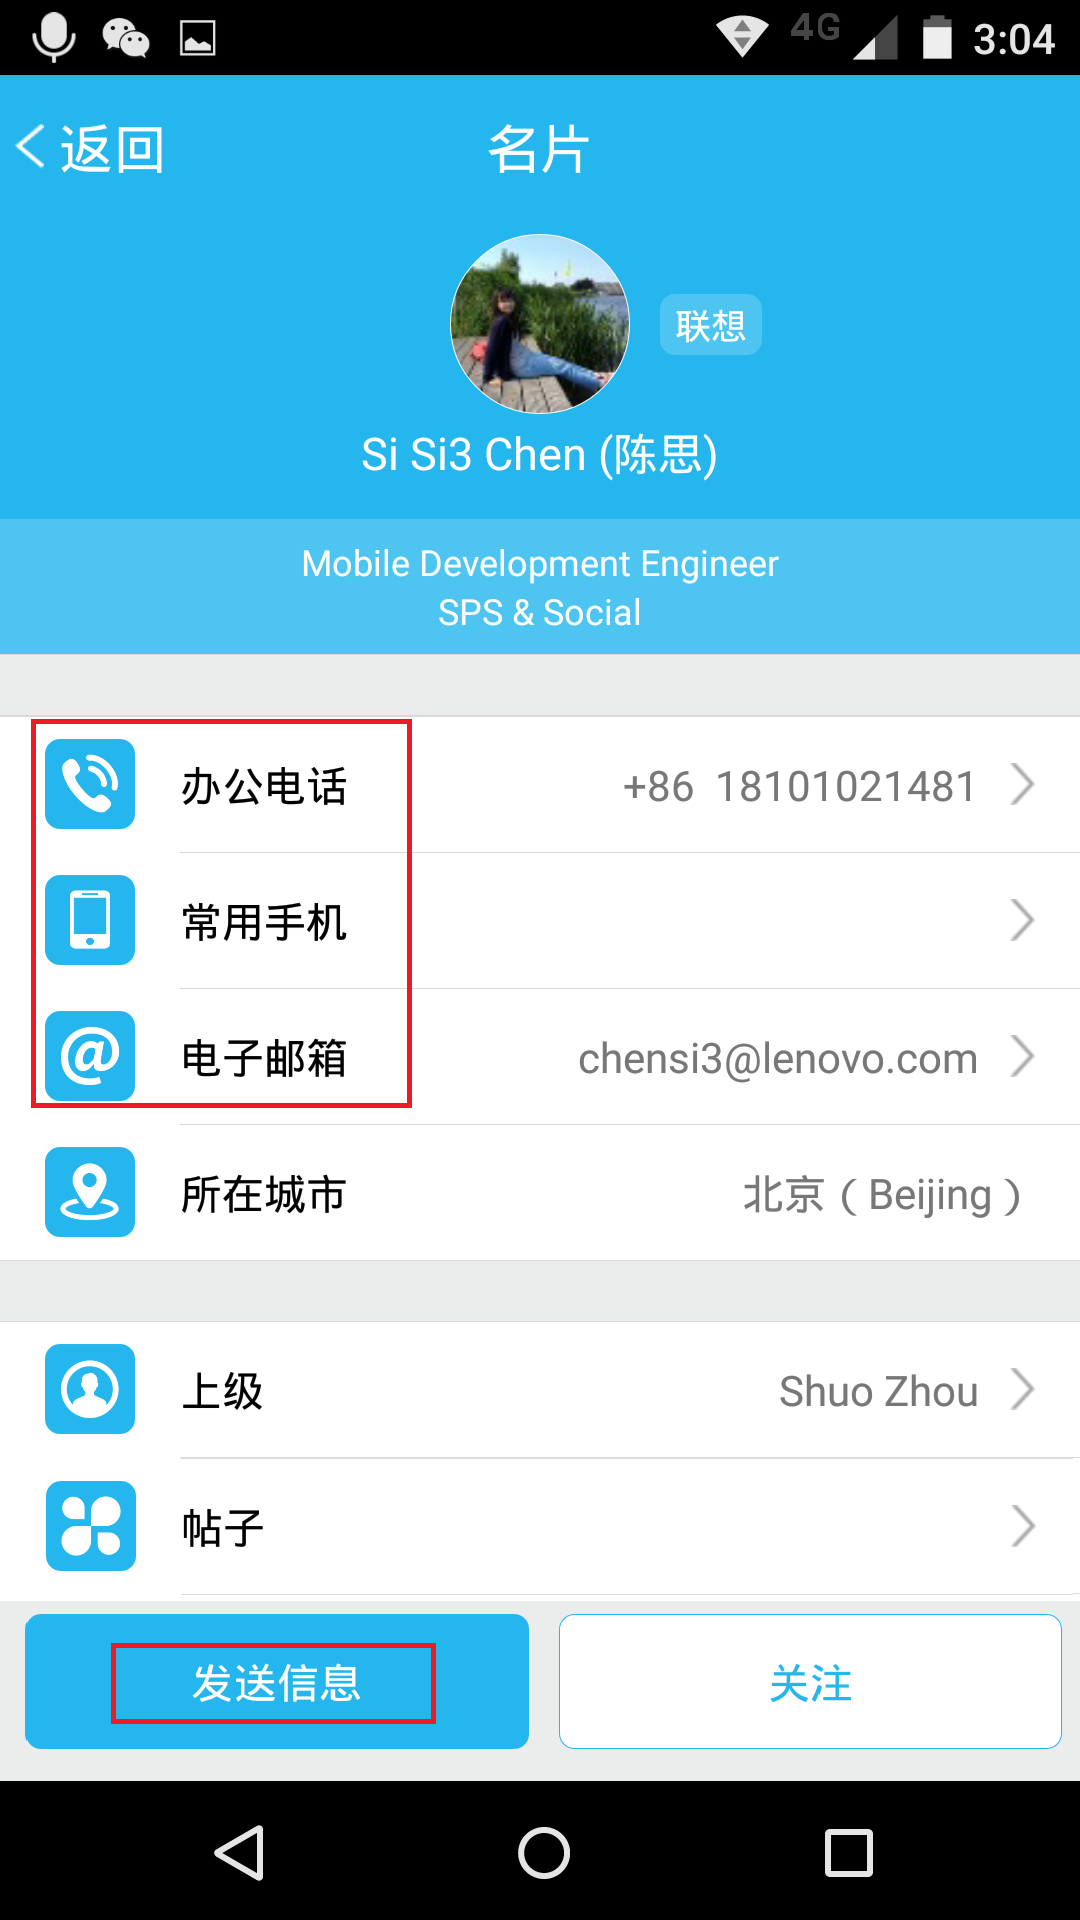 4G 3:04
返回 名片
联想
Si Si3 Chen (陈思)
Mobile Development Engineer
SPS & Social
办公电话 +86 18101021481
常用手机
@ 电子邮箱 chensi3@lenovo.com
所在城市 北京（Beijing）
上级 Shuo Zhou
帖子
发送信息 关注